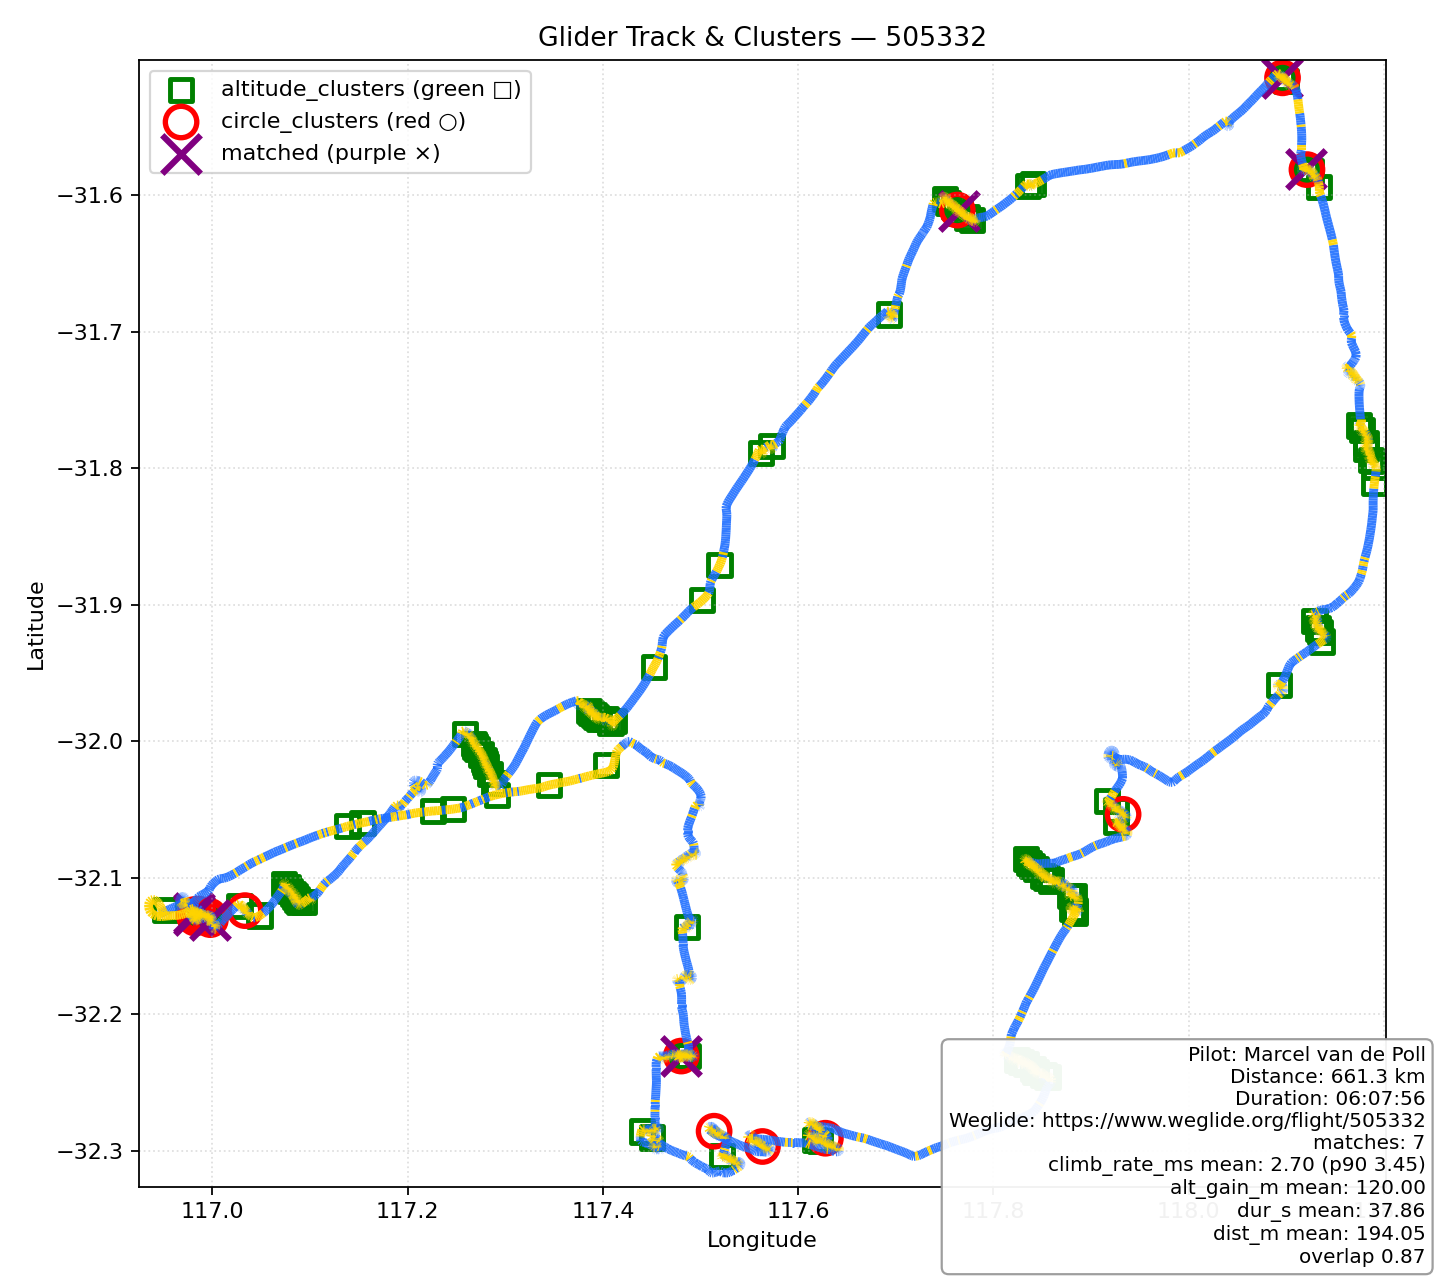 Glider Track & Clusters — 505332
altitude_clusters (green □)
circle_clusters (red ○)
matched (purple ×)
−31.6
−31.7
−31.8
−31.9
−32.0
−32.1
−32.2
−32.3
Latitude
117.0
117.2
117.4
117.6
117.8
118.0
Longitude
Pilot: Marcel van de Poll
Distance: 661.3 km
Duration: 06:07:56
Weglide: https://www.weglide.org/flight/505332
matches: 7
climb_rate_ms mean: 2.70 (p90 3.45)
alt_gain_m mean: 120.00
dur_s mean: 37.86
dist_m mean: 194.05
overlap 0.87